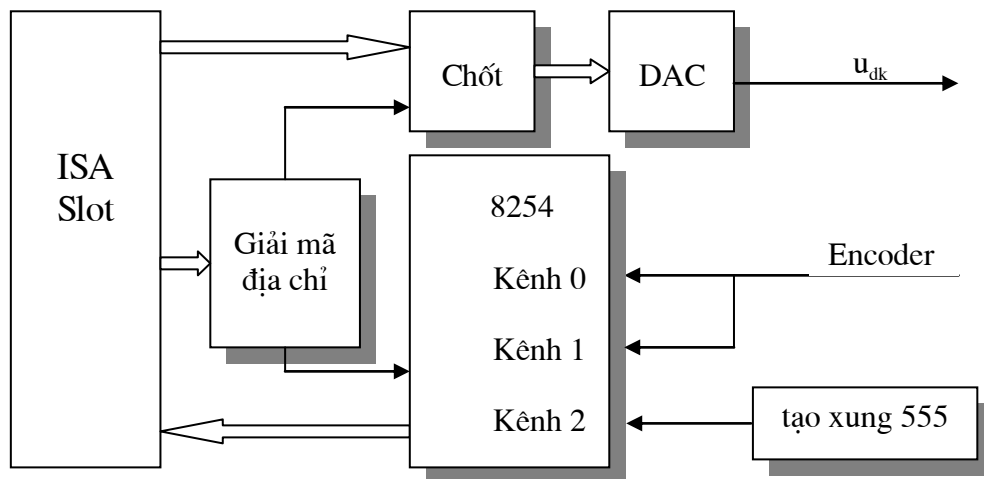 ISA
Slot
Giải mã
địa chỉ
Chốt
DAC
u_dk
8254
Kênh 0
Kênh 1
Kênh 2
Encoder
tạo xung 555